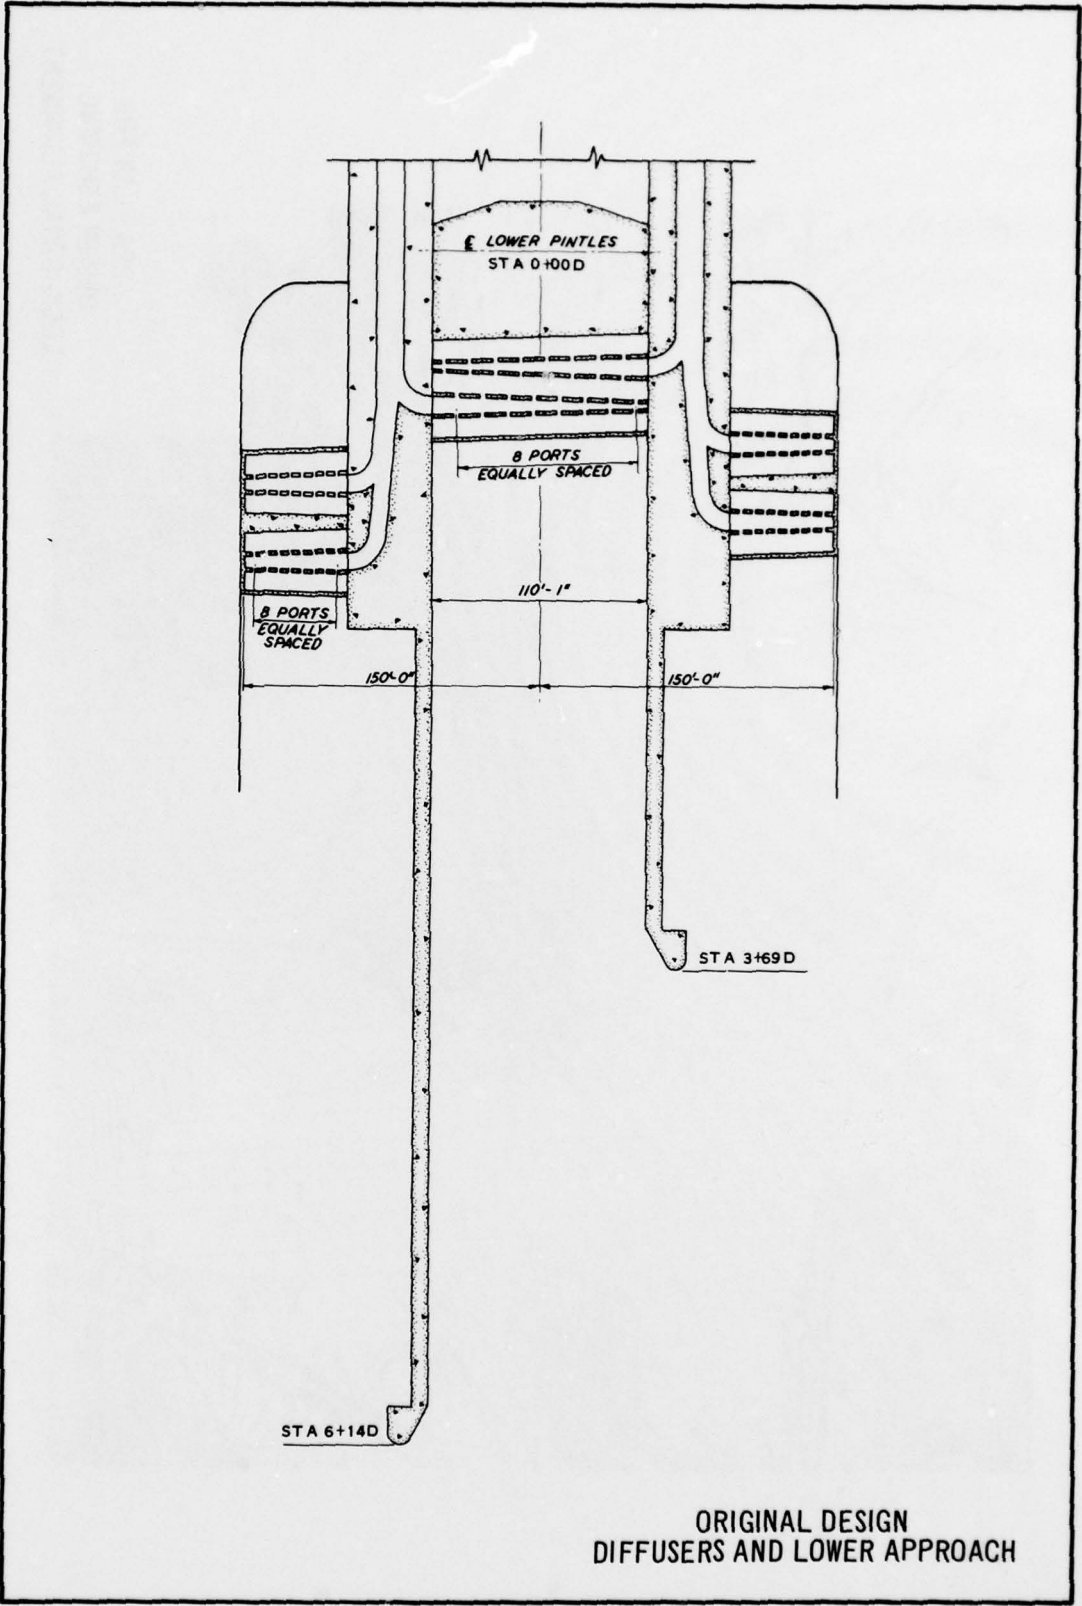 ℄ LOWER PINTLES
STA 0+00D
8 PORTS
EQUALLY SPACED
110'-1"
8 PORTS
EQUALLY
SPACED
150'-0"
150'-0"
STA 3+69D
STA 6+14D
ORIGINAL DESIGN
DIFFUSERS AND LOWER APPROACH